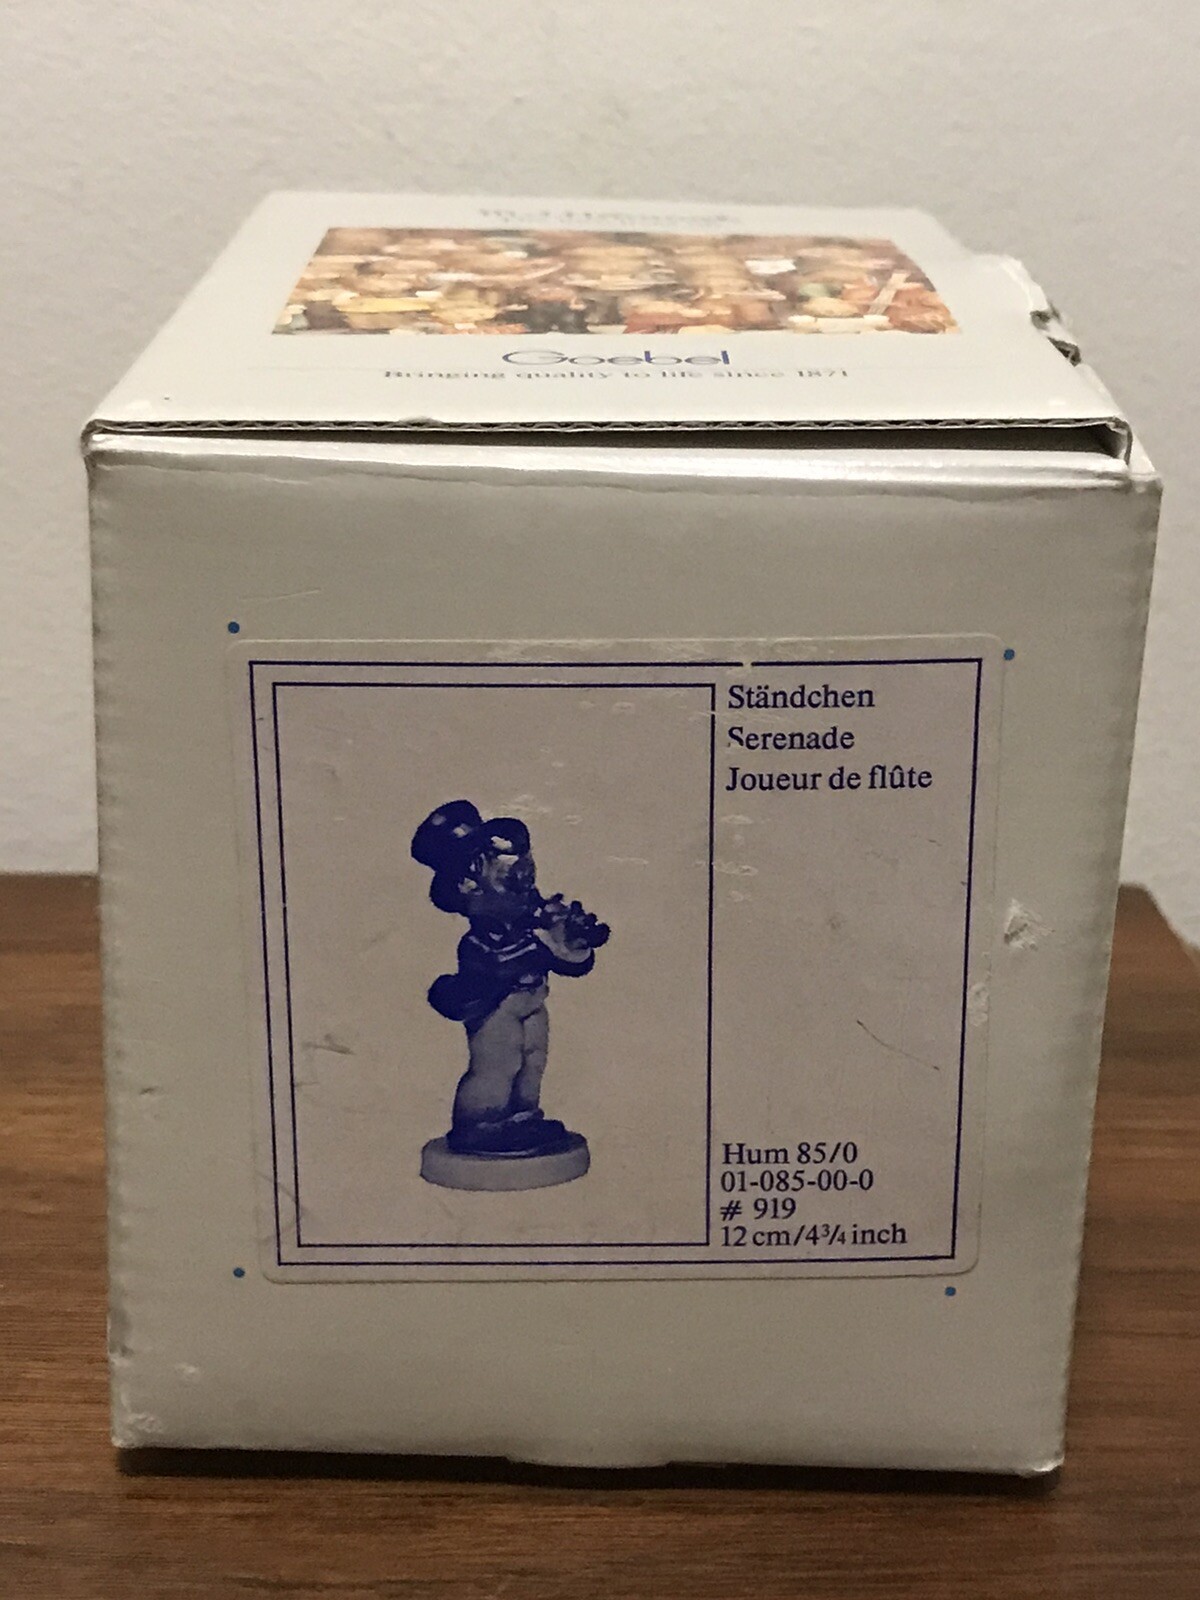 Goebel
Bringing quality to life since 1871
Ständchen
Serenade
Joueur de flûte
Hum 85/0
01-085-00-0
# 919
12 cm/4¾ inch